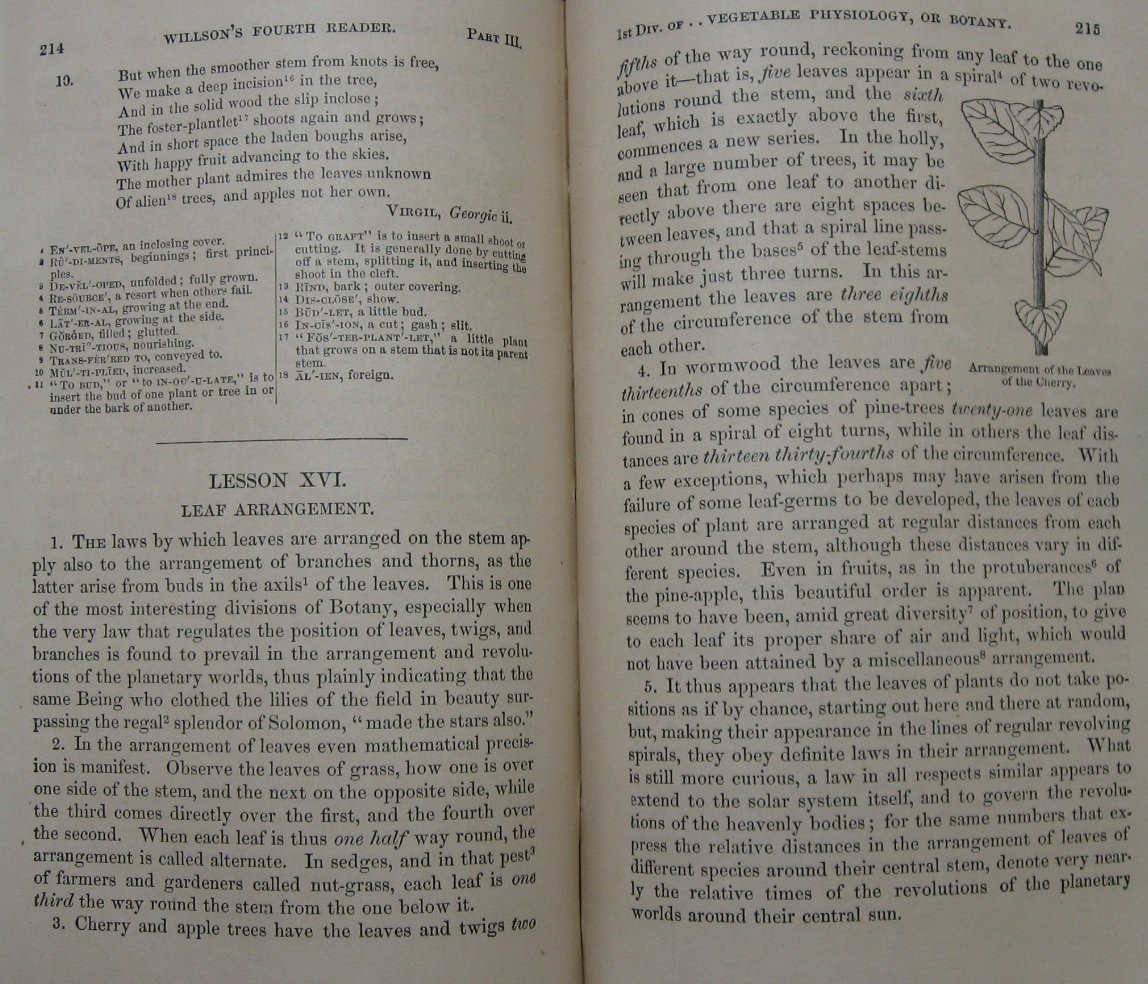 214
WILLSON'S FOURTH READER.
PART III.
19. But when the smoother stem from knots is free,
We make a deep incision¹⁶ in the tree,
And in the solid wood the slip inclose;
The foster-plantlet¹⁷ shoots again and grows;
And in short space the laden boughs arise,
With happy fruit advancing to the skies.
The mother plant admires the leaves unknown
Of alien¹⁸ trees, and apples not her own.
VIRGIL, Georgic ii.
1 EN'-VEL-ŌPE, an inclosing cover.
2 RŪ'-DI-MENTS, beginnings; first princi-
ples.
3 DE-VĔL'-OPED, unfolded; fully grown.
4 RE-SŌURCE', a resort when others fail.
5 TERM'-IN-AL, growing at the end.
6 LĂT'-ER-AL, growing at the side.
7 GÔRĠED, filled; glutted.
8 NU-TRI''-TIOUS, nourishing.
9 TRANS-FER'RED TO, conveyed to.
10 MŬL'-TI-PLĪED, increased.
11 "TO BUD," or "to IN-OC'-U-LATE," is to
insert the bud of one plant or tree in or
under the bark of another.
12 "TO GRAFT" is to insert a small shoot or
cutting. It is generally done by cutting
off a stem, splitting it, and inserting the
shoot in the cleft.
13 RĪND, bark; outer covering.
14 DIS-CLŌSE', show.
15 BŬD'-LET, a little bud.
16 IN-CĬS'-ION, a cut; gash; slit.
17 "FŎS'-TER-PLANT'-LET," a little plant
that grows on a stem that is not its parent
stem.
18 ĀL'-IEN, foreign.
LESSON XVI.
LEAF ARRANGEMENT.
1. THE laws by which leaves are arranged on the stem ap-
ply also to the arrangement of branches and thorns, as the
latter arise from buds in the axils¹ of the leaves. This is one
of the most interesting divisions of Botany, especially when
the very law that regulates the position of leaves, twigs, and
branches is found to prevail in the arrangement and revolu-
tions of the planetary worlds, thus plainly indicating that the
same Being who clothed the lilies of the field in beauty sur-
passing the regal² splendor of Solomon, "made the stars also."
2. In the arrangement of leaves even mathematical precis-
ion is manifest. Observe the leaves of grass, how one is over
one side of the stem, and the next on the opposite side, while
the third comes directly over the first, and the fourth over
the second. When each leaf is thus one half way round, the
arrangement is called alternate. In sedges, and in that pest³
of farmers and gardeners called nut-grass, each leaf is one
third the way round the stem from the one below it.
3. Cherry and apple trees have the leaves and twigs two
1st DIV. OF . . VEGETABLE PHYSIOLOGY, OR BOTANY.
215
fifths of the way round, reckoning from any leaf to the one
above it—that is, five leaves appear in a spiral⁴ of two revo-
lutions round the stem, and the sixth
leaf, which is exactly above the first,
commences a new series. In the holly,
and a large number of trees, it may be
seen that from one leaf to another di-
rectly above there are eight spaces be-
tween leaves, and that a spiral line pass-
ing through the bases⁵ of the leaf-stems
will make just three turns. In this ar-
rangement the leaves are three eighths
of the circumference of the stem from
each other.
Arrangement of the Leaves
of the Cherry.
4. In wormwood the leaves are five
thirteenths of the circumference apart;
in cones of some species of pine-trees twenty-one leaves are
found in a spiral of eight turns, while in others the leaf dis-
tances are thirteen thirty-fourths of the circumference. With
a few exceptions, which perhaps may have arisen from the
failure of some leaf-germs to be developed, the leaves of each
species of plant are arranged at regular distances from each
other around the stem, although these distances vary in dif-
ferent species. Even in fruits, as in the protuberances⁶ of
the pine-apple, this beautiful order is apparent. The plan
seems to have been, amid great diversity⁷ of position, to give
to each leaf its proper share of air and light, which would
not have been attained by a miscellaneous⁸ arrangement.
5. It thus appears that the leaves of plants do not take po-
sitions as if by chance, starting out here and there at random,
but, making their appearance in the lines of regular revolving
spirals, they obey definite laws in their arrangement. What
is still more curious, a law in all respects similar appears to
extend to the solar system itself, and to govern the revolu-
tions of the heavenly bodies; for the same numbers that ex-
press the relative distances in the arrangement of leaves of
different species around their central stem, denote very near-
ly the relative times of the revolutions of the planetary
worlds around their central sun.